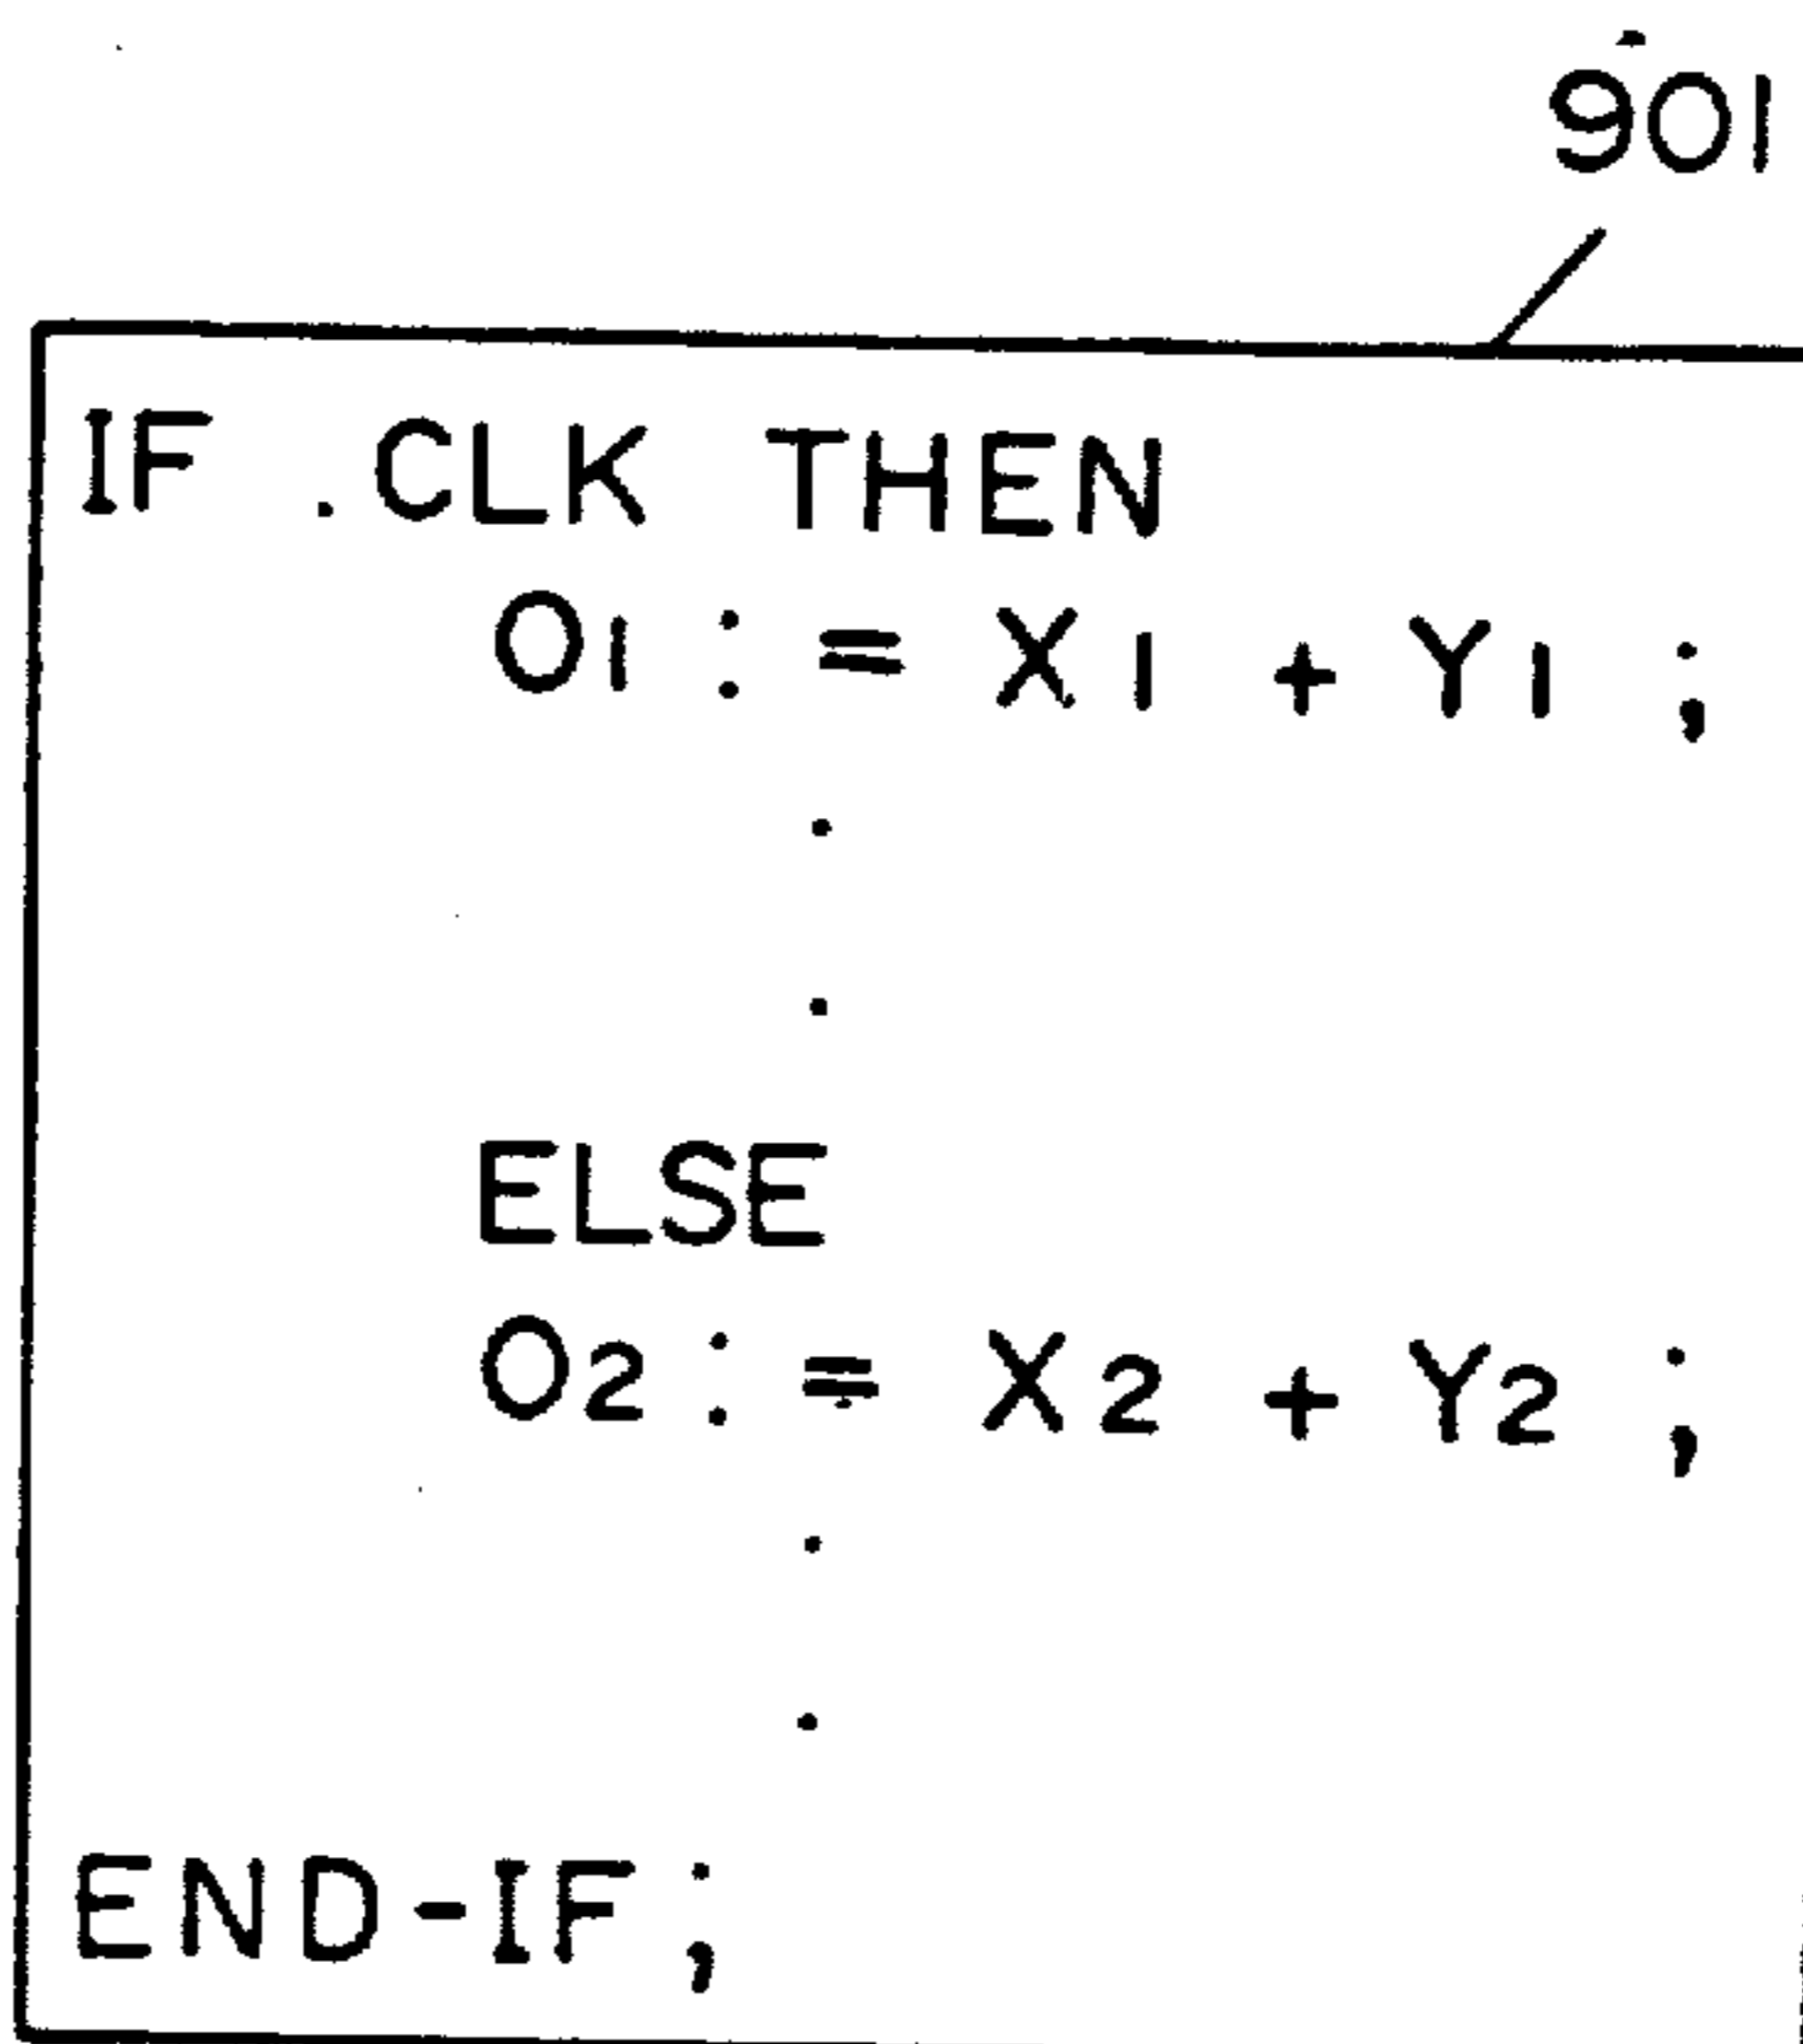 901
IF .CLK THEN
O1 := X1 + Y1 ;
.
.
ELSE
O2 := X2 + Y2 ;
.
.
END-IF ;